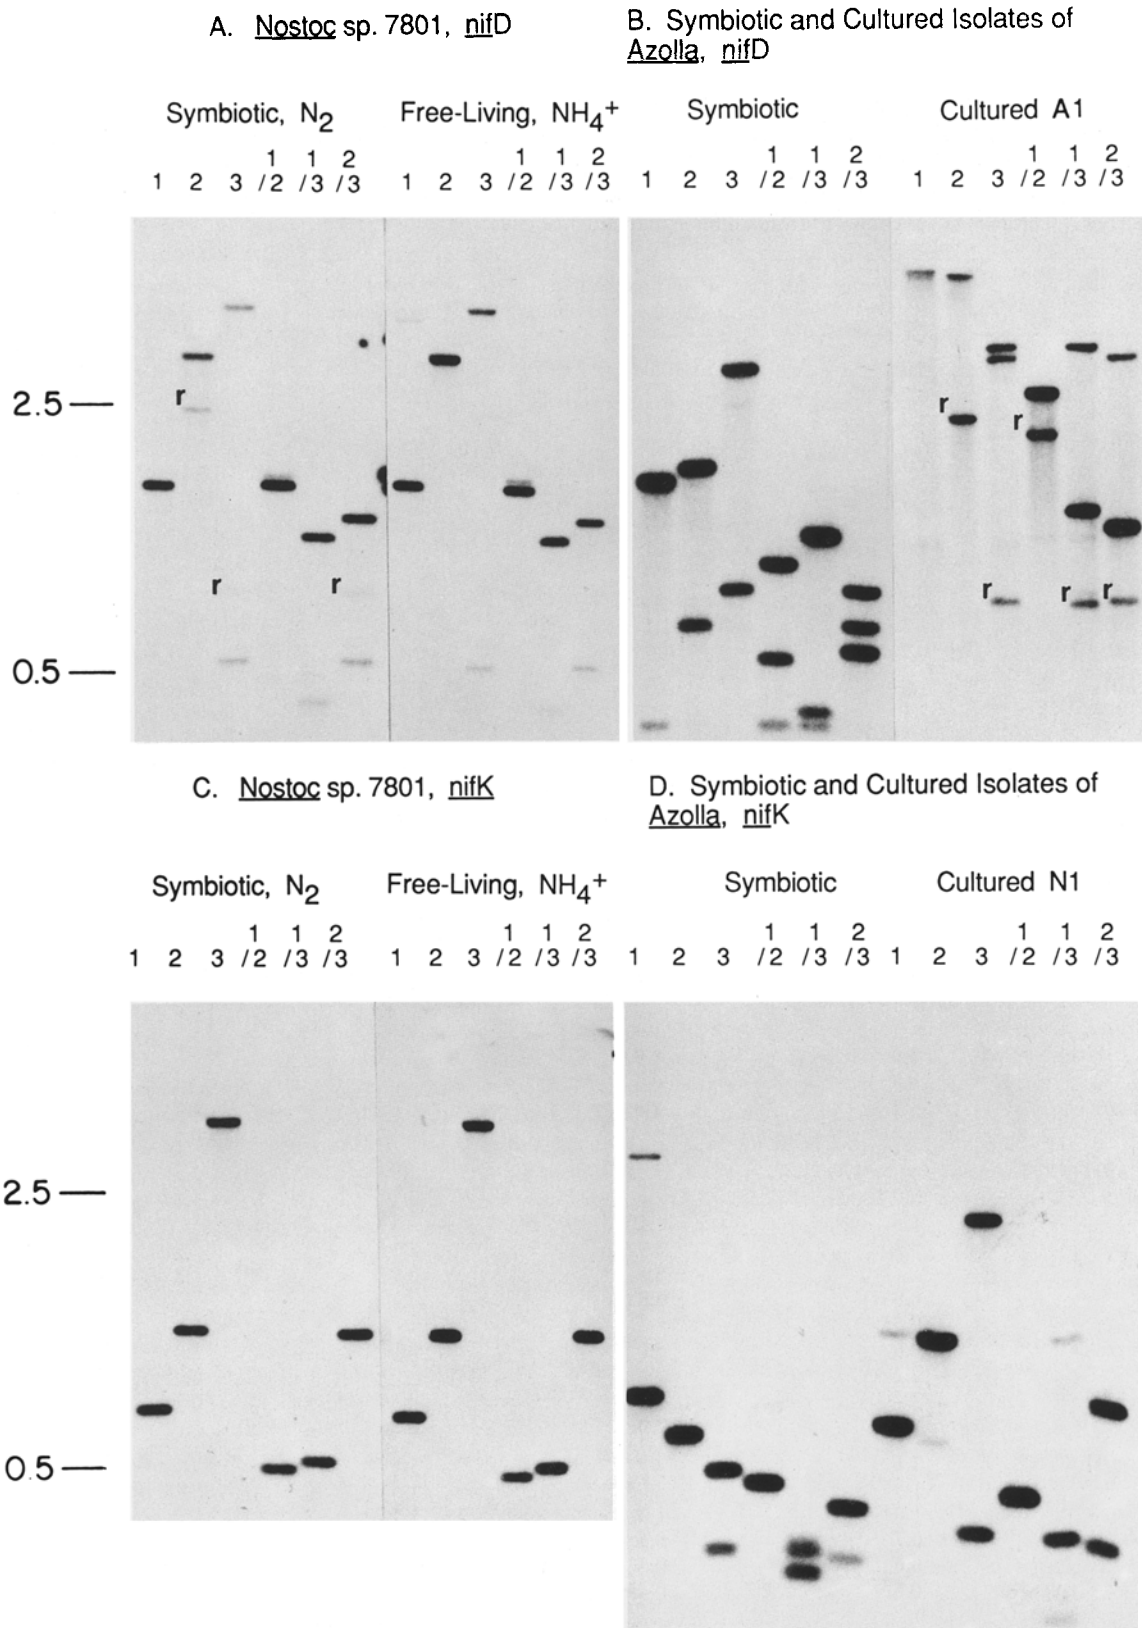 A. Nostoc sp. 7801, nifD
B. Symbiotic and Cultured Isolates of
Azolla, nifD
Symbiotic, N2
Free-Living, NH4+
Symbiotic
Cultured A1
1 1 2 1 1 2 1 1 2 1 1 2
1 2 3 /2 /3 /3 1 2 3 /2 /3 /3 1 2 3 /2 /3 /3 1 2 3 /2 /3 /3
r
2.5
r
r
r r
r r r
0.5
C. Nostoc sp. 7801, nifK
D. Symbiotic and Cultured Isolates of
Azolla, nifK
Symbiotic, N2
Free-Living, NH4+
Symbiotic
Cultured N1
1 1 2 1 1 2 1 1 2 1 1 2
1 2 3 /2 /3 /3 1 2 3 /2 /3 /3 1 2 3 /2 /3 /3 1 2 3 /2 /3 /3
2.5
0.5